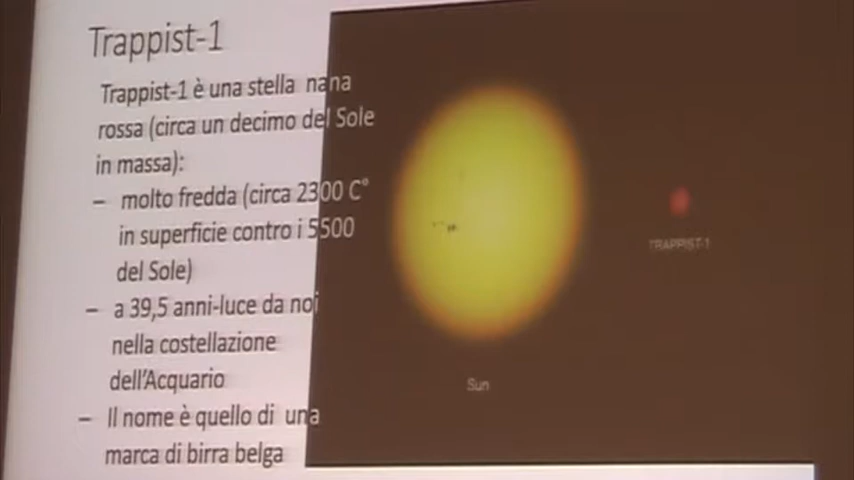 Trappist-1
Trappist-1 è una stella nana
rossa (circa un decimo del Sole
in massa):
– molto fredda (circa 2300 C°
in superficie contro i 5500
del Sole)
– a 39,5 anni-luce da noi
nella costellazione
dell'Acquario
– Il nome è quello di una
marca di birra belga
TRAPPIST-1
Sun